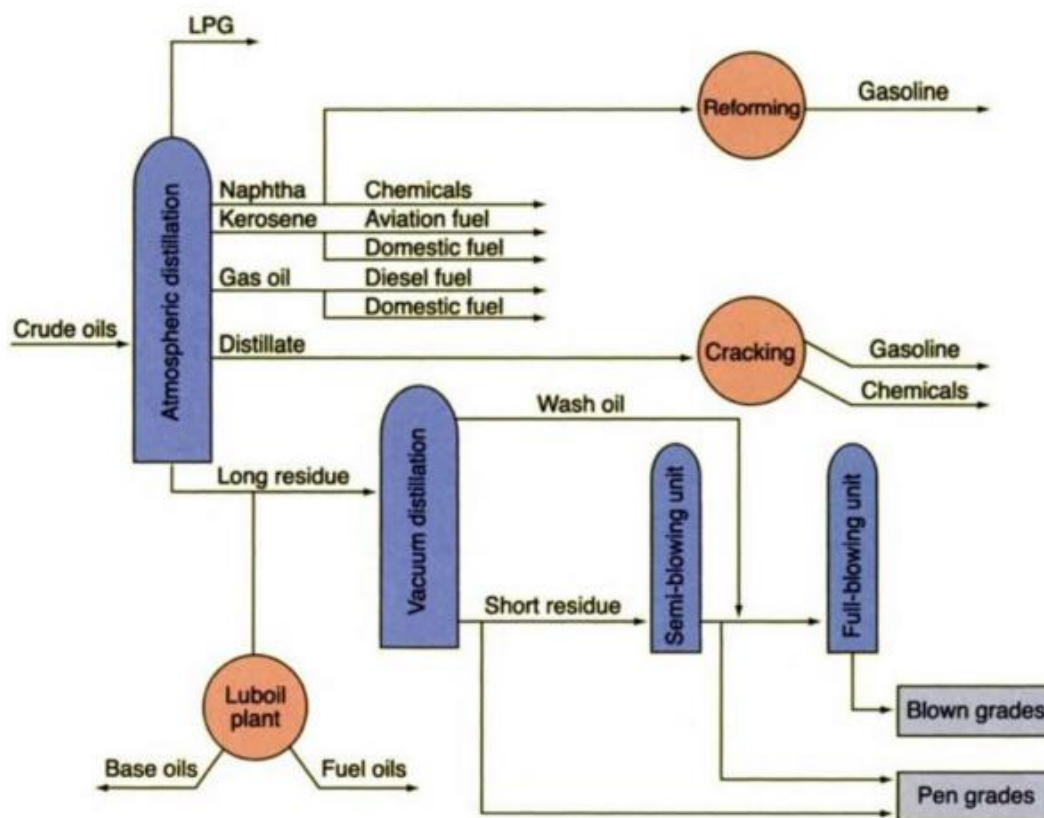 LPG
Reforming
Gasoline
Atmospheric distillation
Naphtha
Chemicals
Kerosene
Aviation fuel
Domestic fuel
Gas oil
Diesel fuel
Domestic fuel
Crude oils
Distillate
Cracking
Gasoline
Chemicals
Wash oil
Long residue
Vacuum distillation
Short residue
Semi-blowing unit
Full-blowing unit
Luboil
plant
Base oils
Fuel oils
Blown grades
Pen grades